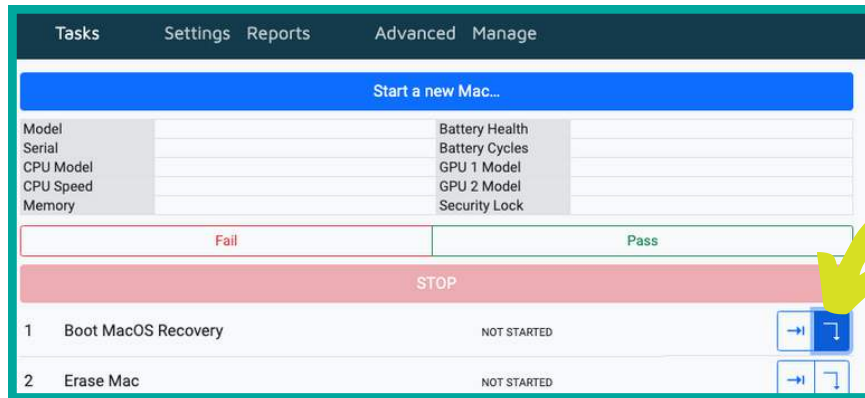 Tasks Settings Reports Advanced Manage
Start a new Mac...
Model Battery Health
Serial Battery Cycles
CPU Model GPU 1 Model
CPU Speed GPU 2 Model
Memory Security Lock
Fail Pass
STOP
1 Boot MacOS Recovery NOT STARTED
2 Erase Mac NOT STARTED